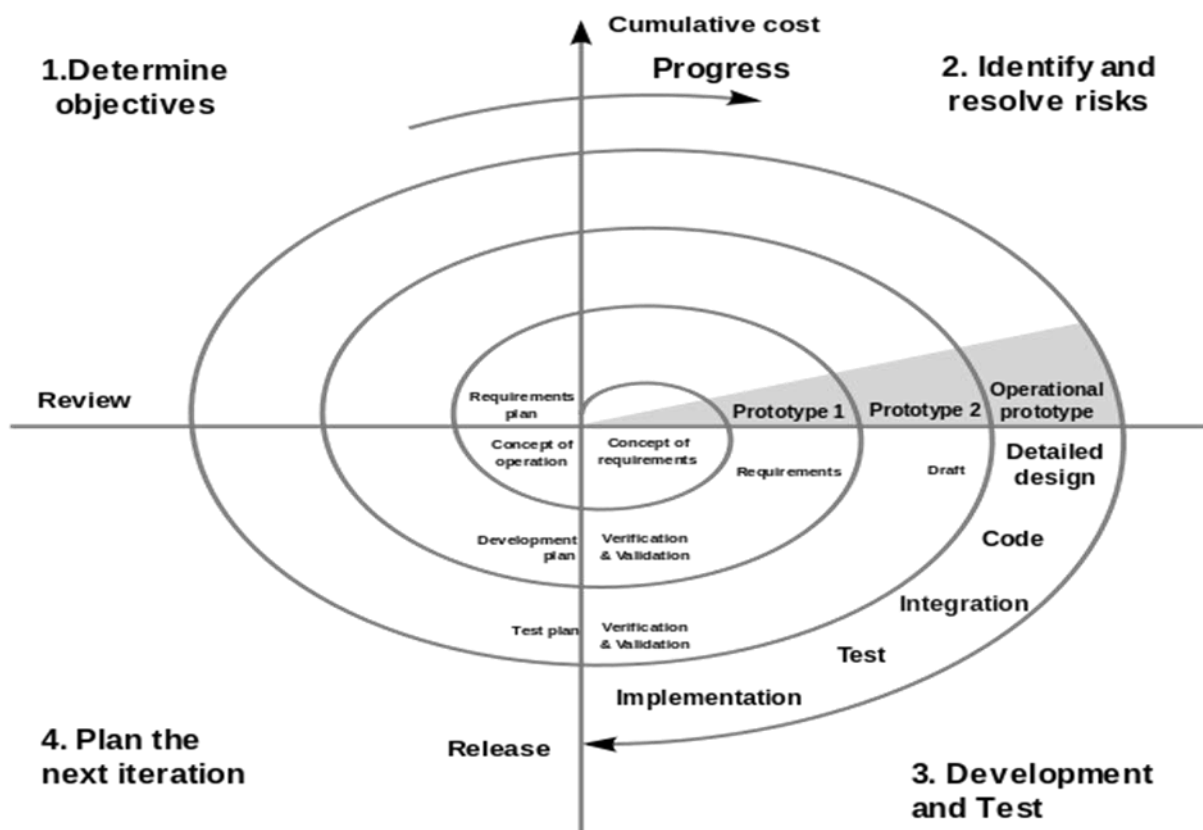 Cumulative cost
Progress
1.Determine
objectives
2. Identify and
resolve risks
Review
Requirements
plan
Prototype 1
Prototype 2
Operational
prototype
Concept of
operation
Concept of
requirements
Requirements
Draft
Detailed
design
Development
plan
Verification
& Validation
Code
Test plan
Verification
& Validation
Integration
Test
Implementation
Release
4. Plan the
next iteration
3. Development
and Test